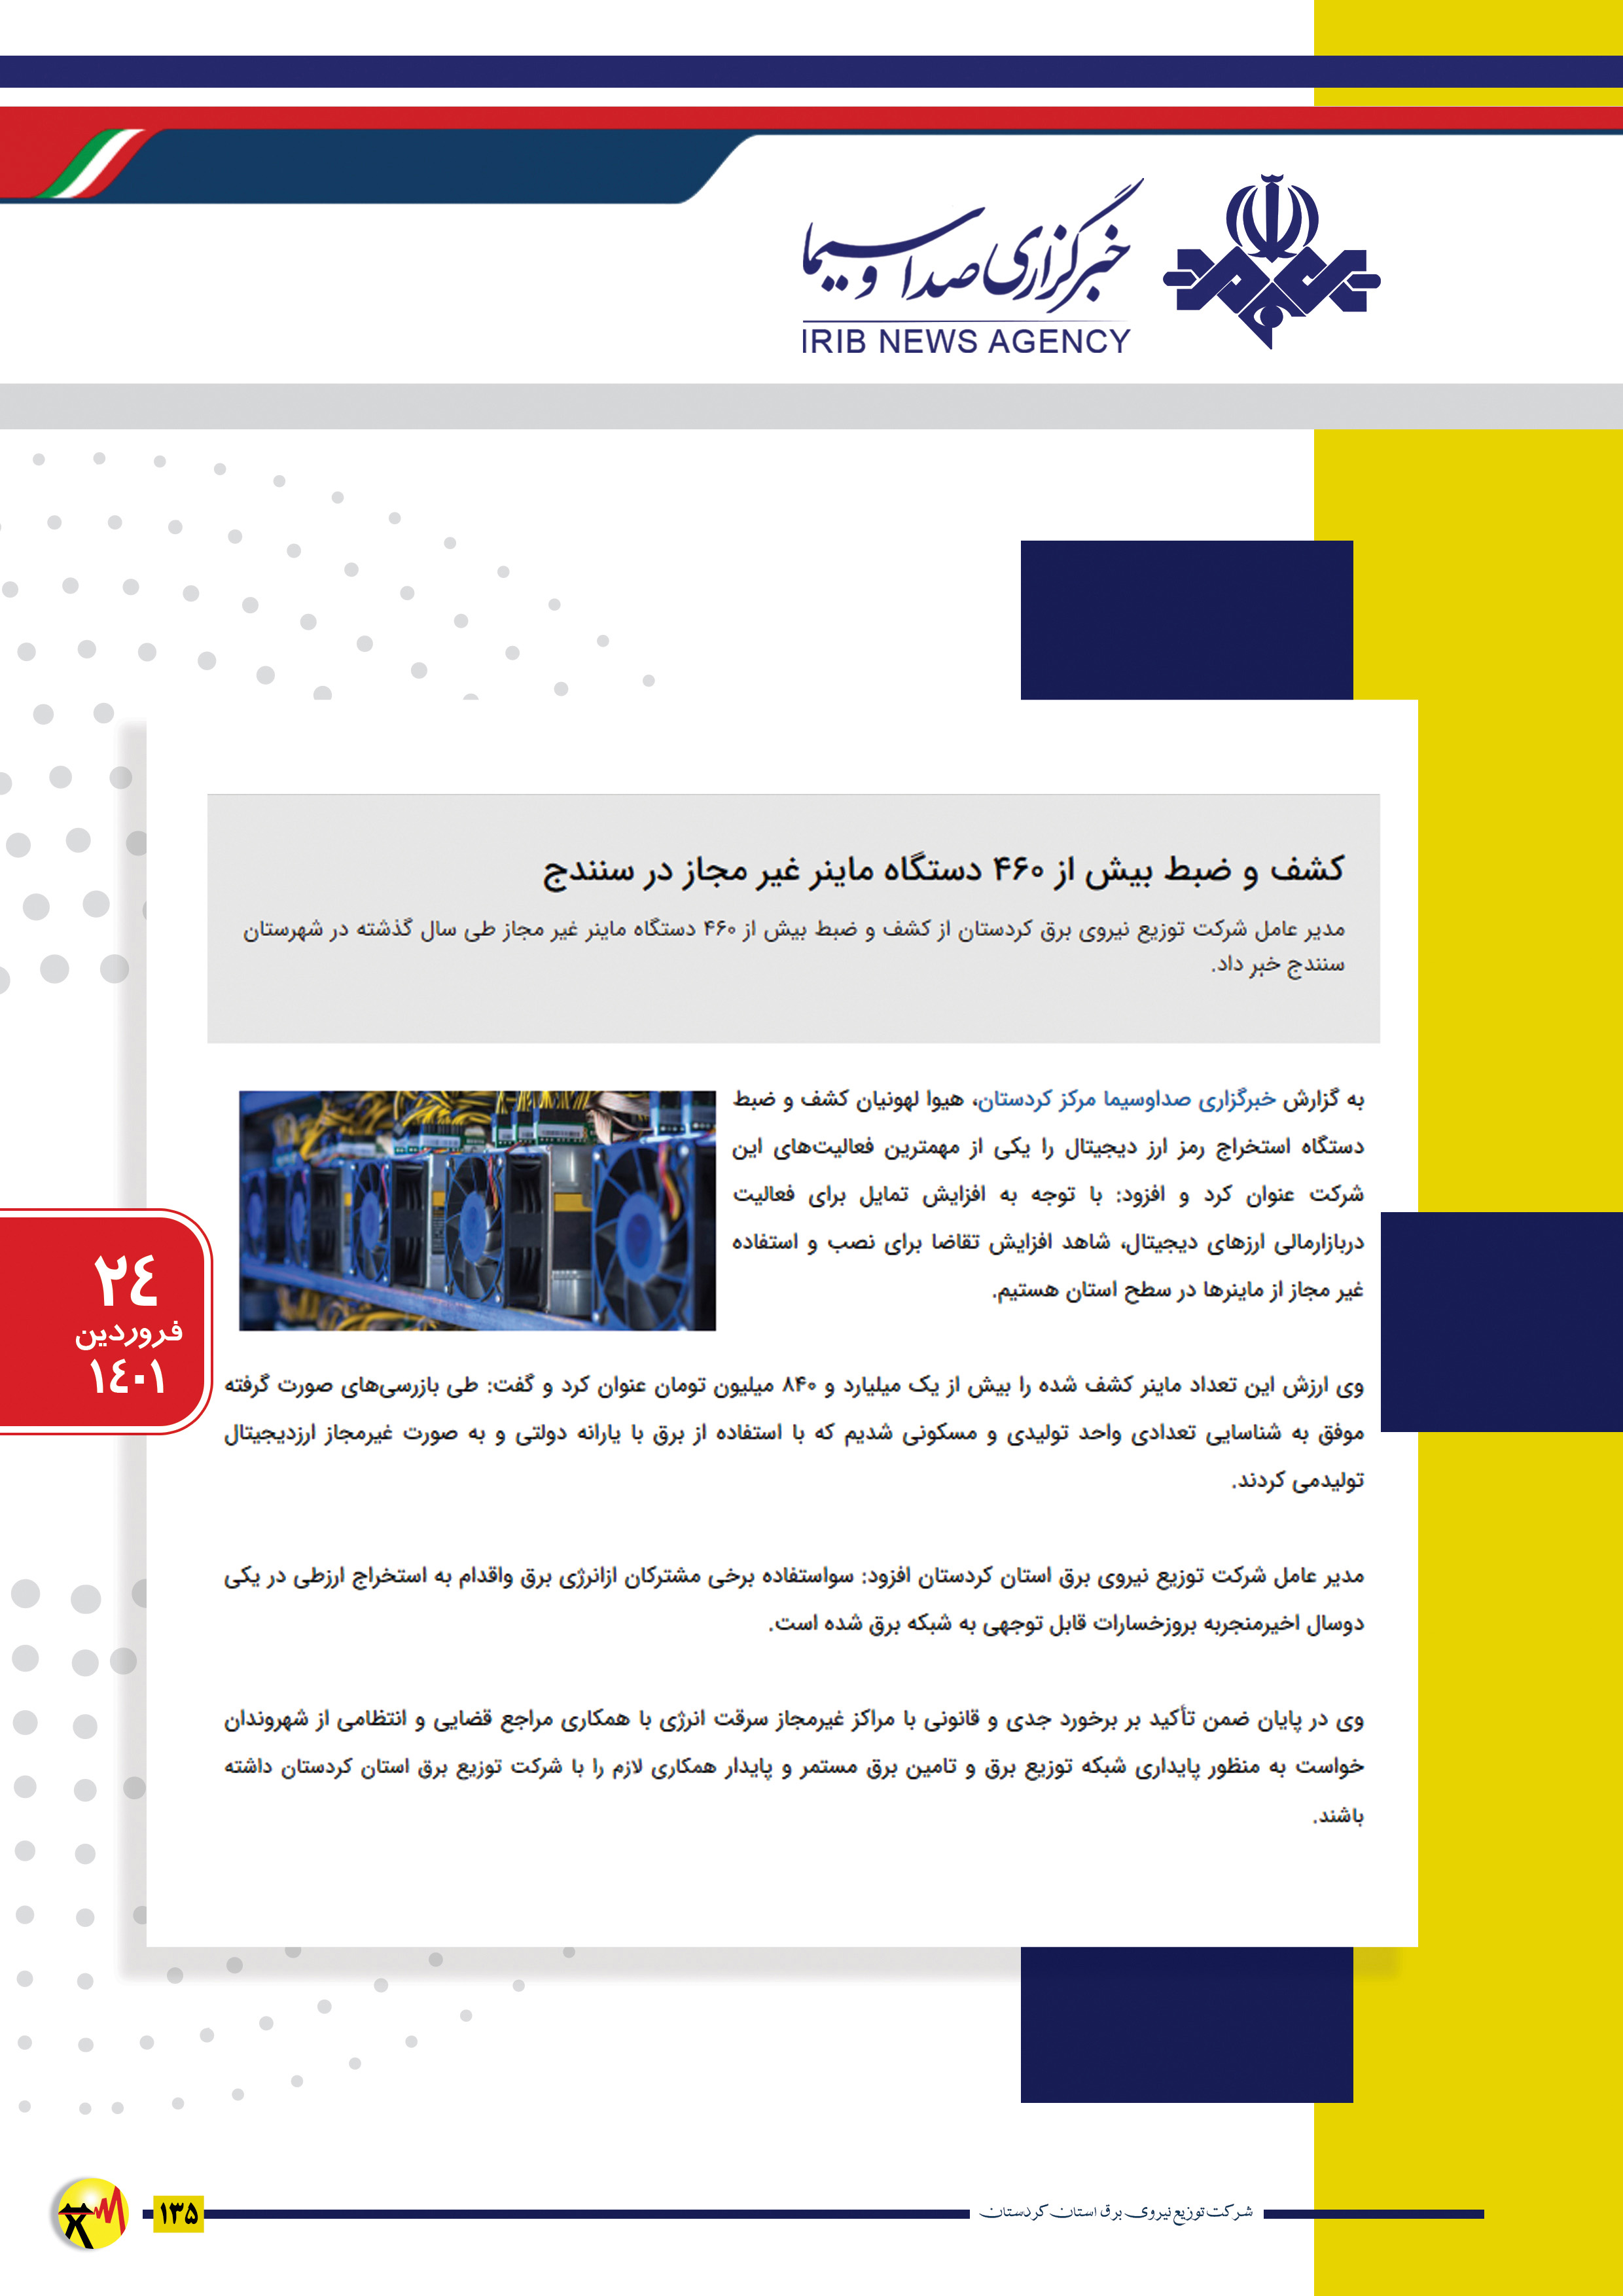 خبرگزاری صدا و سیما
IRIB NEWS AGENCY
کشف و ضبط بیش از ۴۶۰ دستگاه ماینر غیر مجاز در سنندج
مدیر عامل شرکت توزیع نیروی برق کردستان از کشف و ضبط بیش از ۴۶۰ دستگاه ماینر غیر مجاز طی سال گذشته در شهرستان
سنندج خبر داد.
به گزارش خبرگزاری صداوسیما مرکز کردستان، هیوا لهونیان کشف و ضبط
دستگاه استخراج رمز ارز دیجیتال را یکی از مهمترین فعالیت‌های این
شرکت عنوان کرد و افزود: با توجه به افزایش تمایل برای فعالیت
دربازارمالی ارزهای دیجیتال، شاهد افزایش تقاضا برای نصب و استفاده
غیر مجاز از ماینرها در سطح استان هستیم.
وی ارزش این تعداد ماینر کشف شده را بیش از یک میلیارد و ۸۴۰ میلیون تومان عنوان کرد و گفت: طی بازرسی‌های صورت گرفته
موفق به شناسایی تعدادی واحد تولیدی و مسکونی شدیم که با استفاده از برق با یارانه دولتی و به صورت غیرمجاز ارزدیجیتال
تولیدمی کردند.
مدیر عامل شرکت توزیع نیروی برق استان کردستان افزود: سواستفاده برخی مشترکان ازانرژی برق واقدام به استخراج ارزطی در یکی
دوسال اخیرمنجربه بروزخسارات قابل توجهی به شبکه برق شده است.
وی در پایان ضمن تأکید بر برخورد جدی و قانونی با مراکز غیرمجاز سرقت انرژی با همکاری مراجع قضایی و انتظامی از شهروندان
خواست به منظور پایداری شبکه توزیع برق و تامین برق مستمر و پایدار همکاری لازم را با شرکت توزیع برق استان کردستان داشته
باشند.
٢٤
فروردین
١٤٠١
شرکت توزیع نیروی برق استان کردستان
۱۳۵